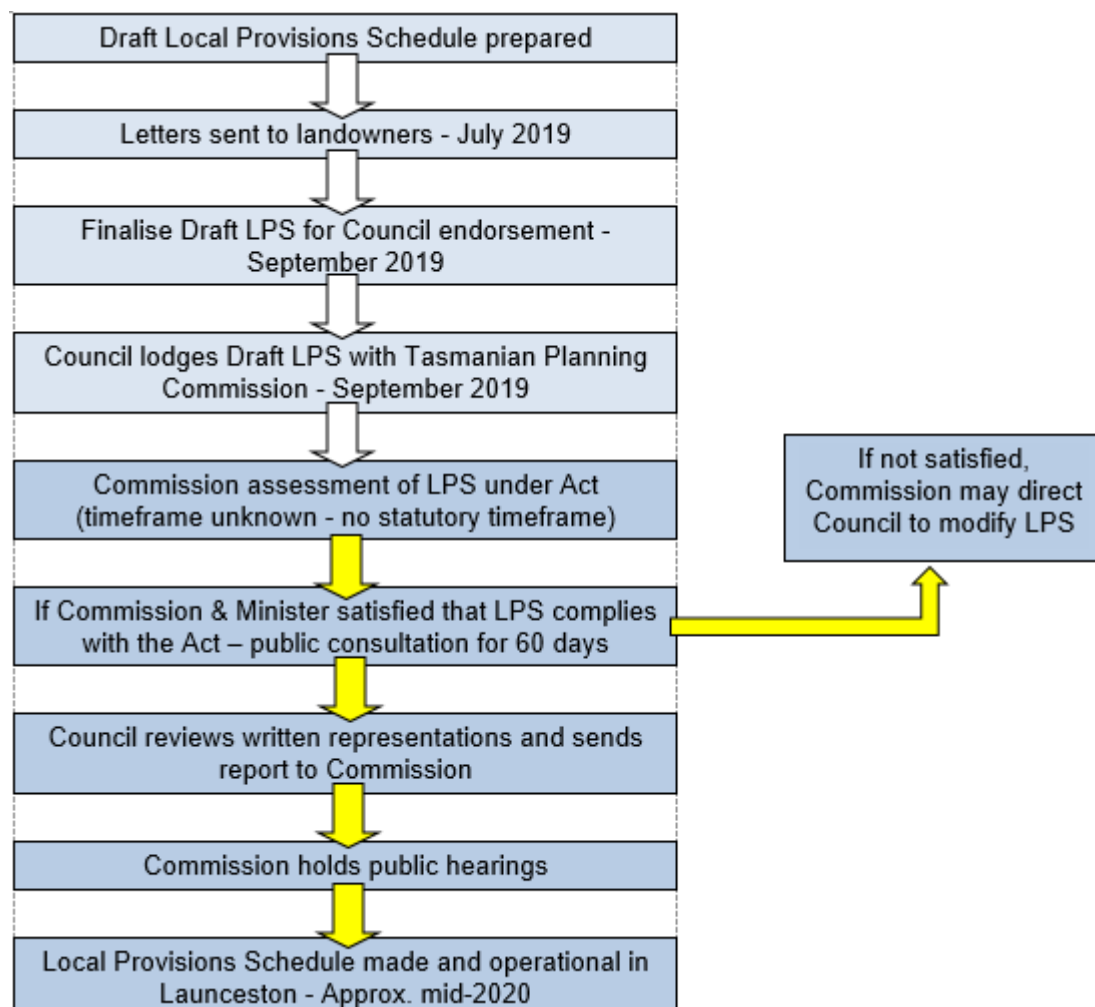 Draft Local Provisions Schedule prepared
Letters sent to landowners - July 2019
Finalise Draft LPS for Council endorsement -
September 2019
Council lodges Draft LPS with Tasmanian Planning
Commission - September 2019
Commission assessment of LPS under Act
(timeframe unknown - no statutory timeframe)
If not satisfied,
Commission may direct
Council to modify LPS
If Commission & Minister satisfied that LPS complies
with the Act – public consultation for 60 days
Council reviews written representations and sends
report to Commission
Commission holds public hearings
Local Provisions Schedule made and operational in
Launceston - Approx. mid-2020